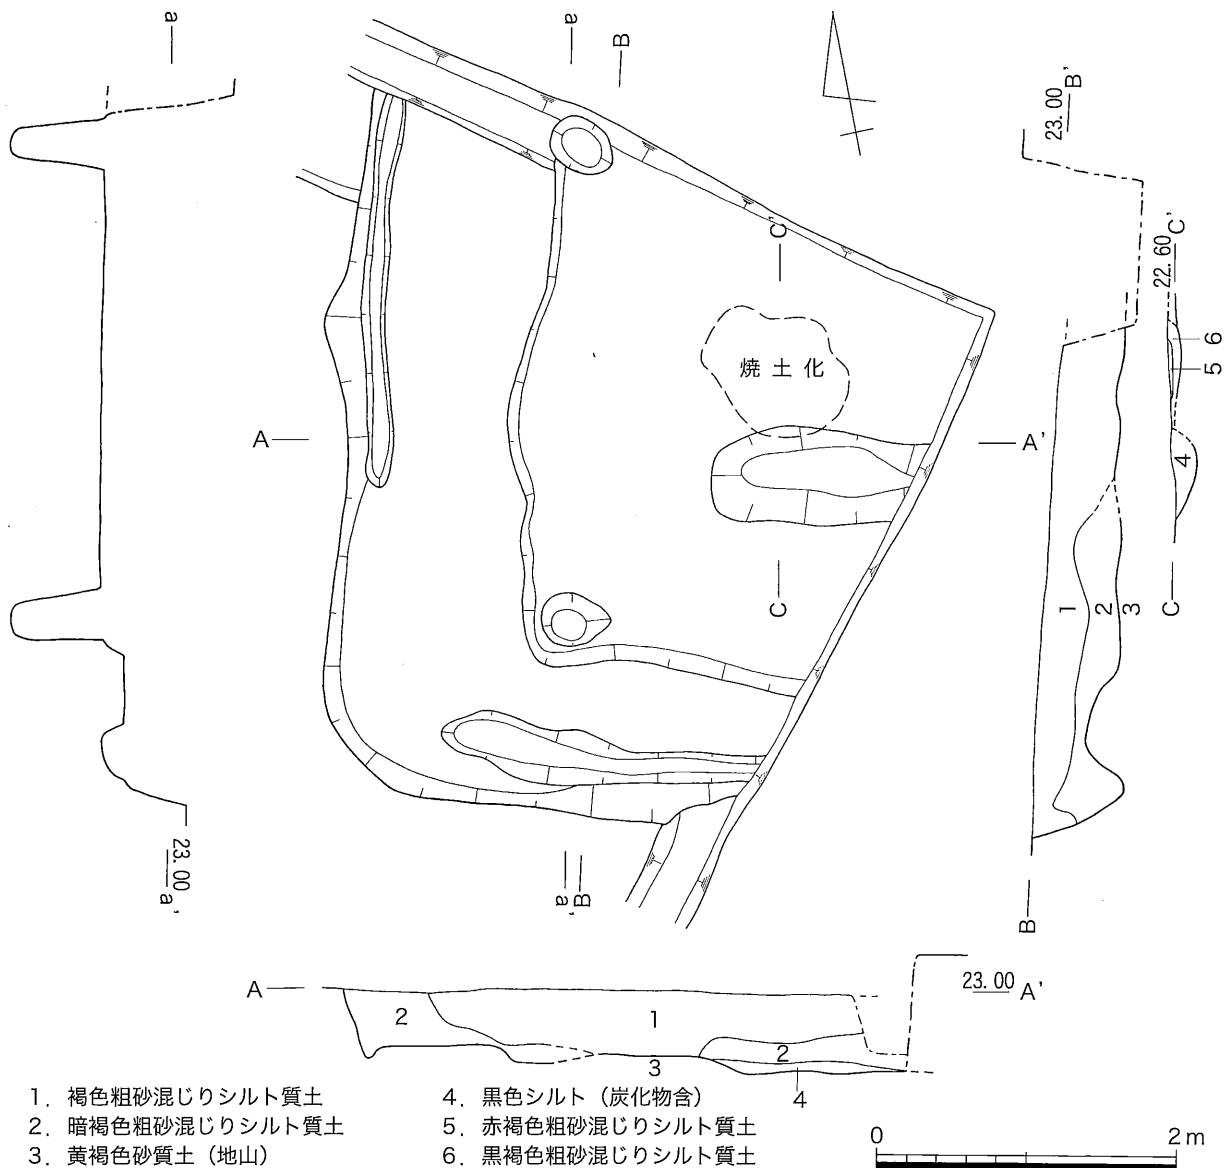 a
a
B
23.00 B'
C'
22.60 C'
6
5
焼土化
A
A'
4
C
C
1
2
3
23.00
a'
a'
B
B
A
23.00 A'
2
1
2
3
4
1. 褐色粗砂混じりシルト質土
2. 暗褐色粗砂混じりシルト質土
3. 黄褐色砂質土（地山）
4. 黒色シルト（炭化物含）
5. 赤褐色粗砂混じりシルト質土
6. 黒褐色粗砂混じりシルト質土
0
2m